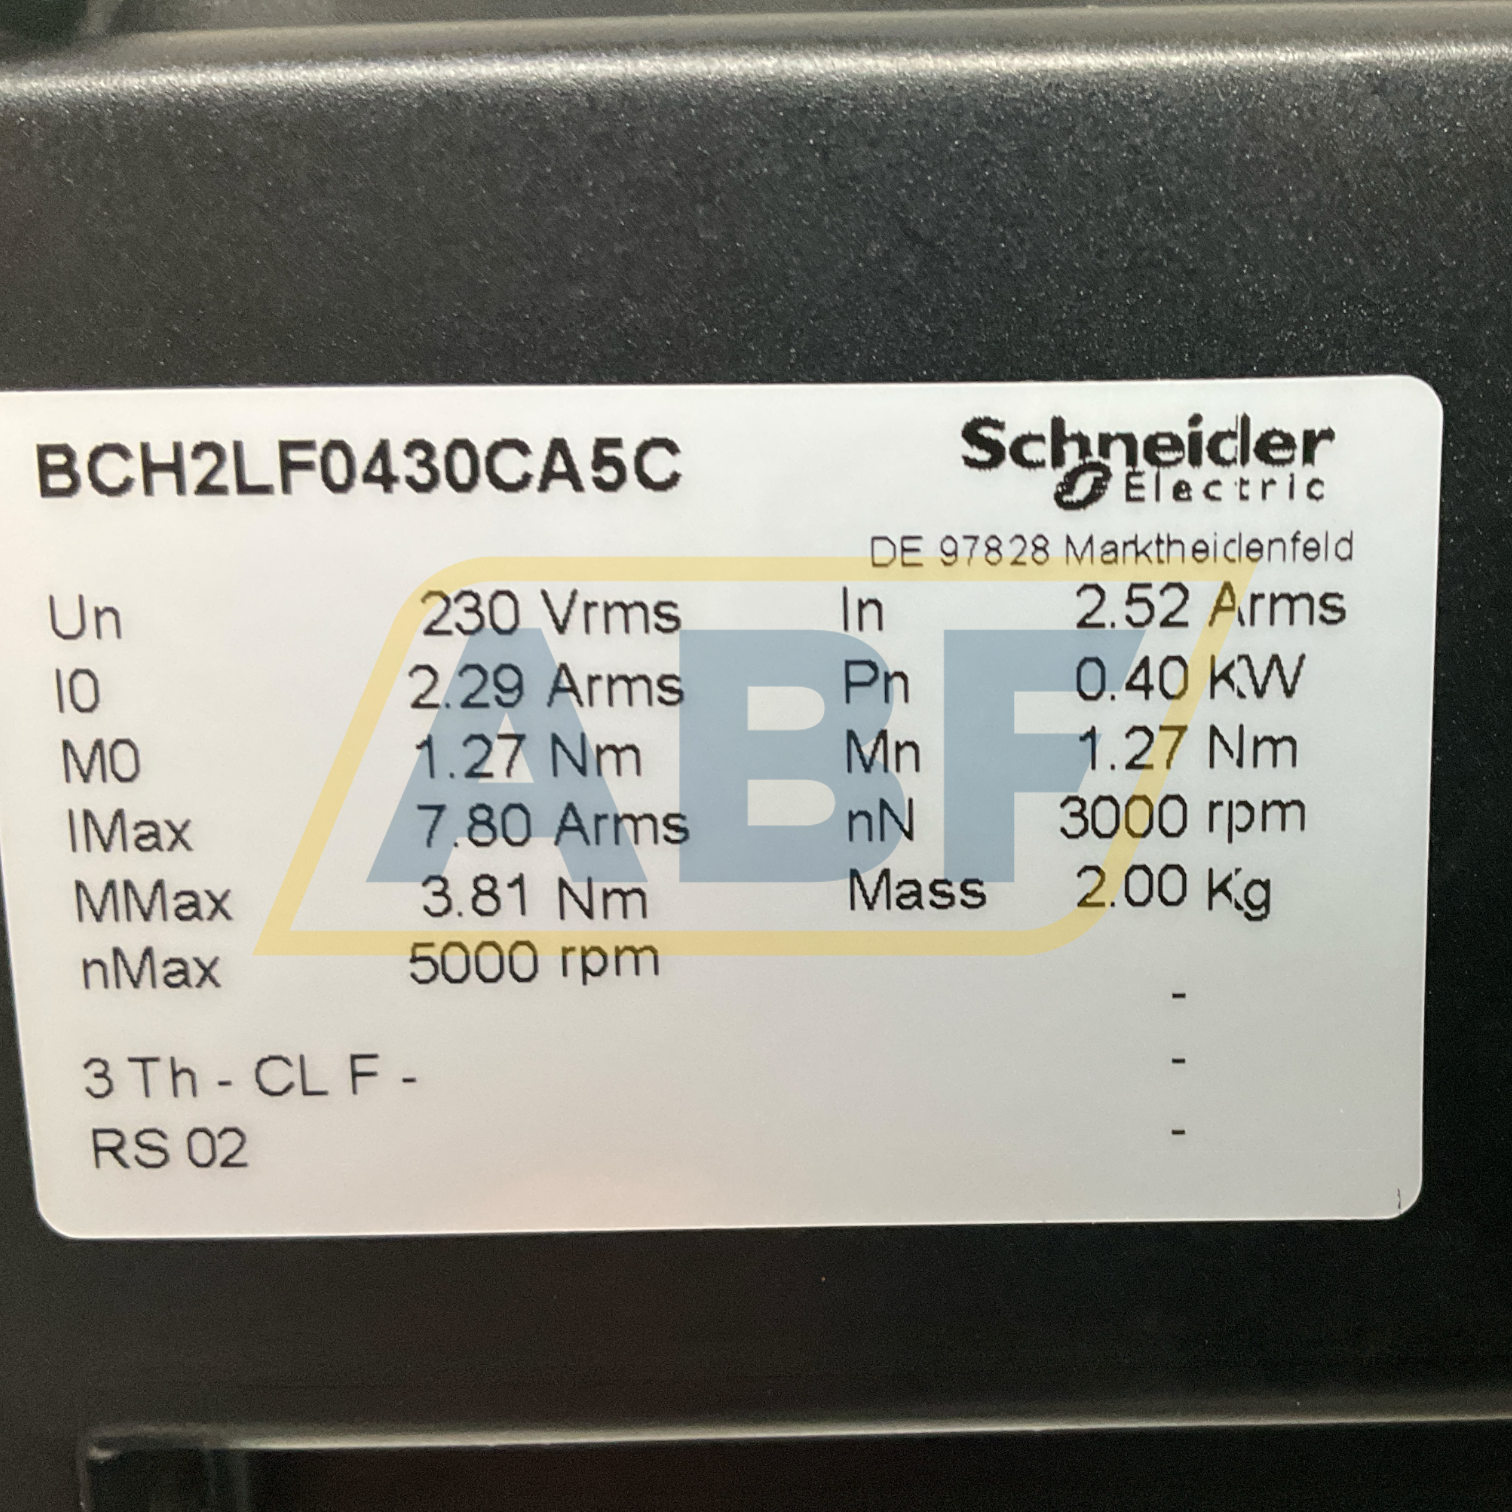 BCH2LF0430CA5C
Schneider
Electric
DE 97828 Marktheidenfeld
Un 230 Vrms In 2.52 Arms
I0 2.29 Arms Pn 0.40 KW
M0 1.27 Nm Mn 1.27 Nm
IMax 7.80 Arms nN 3000 rpm
MMax 3.81 Nm Mass 2.00 Kg
nMax 5000 rpm
-
3 Th - CL F - -
RS 02 -
ABF